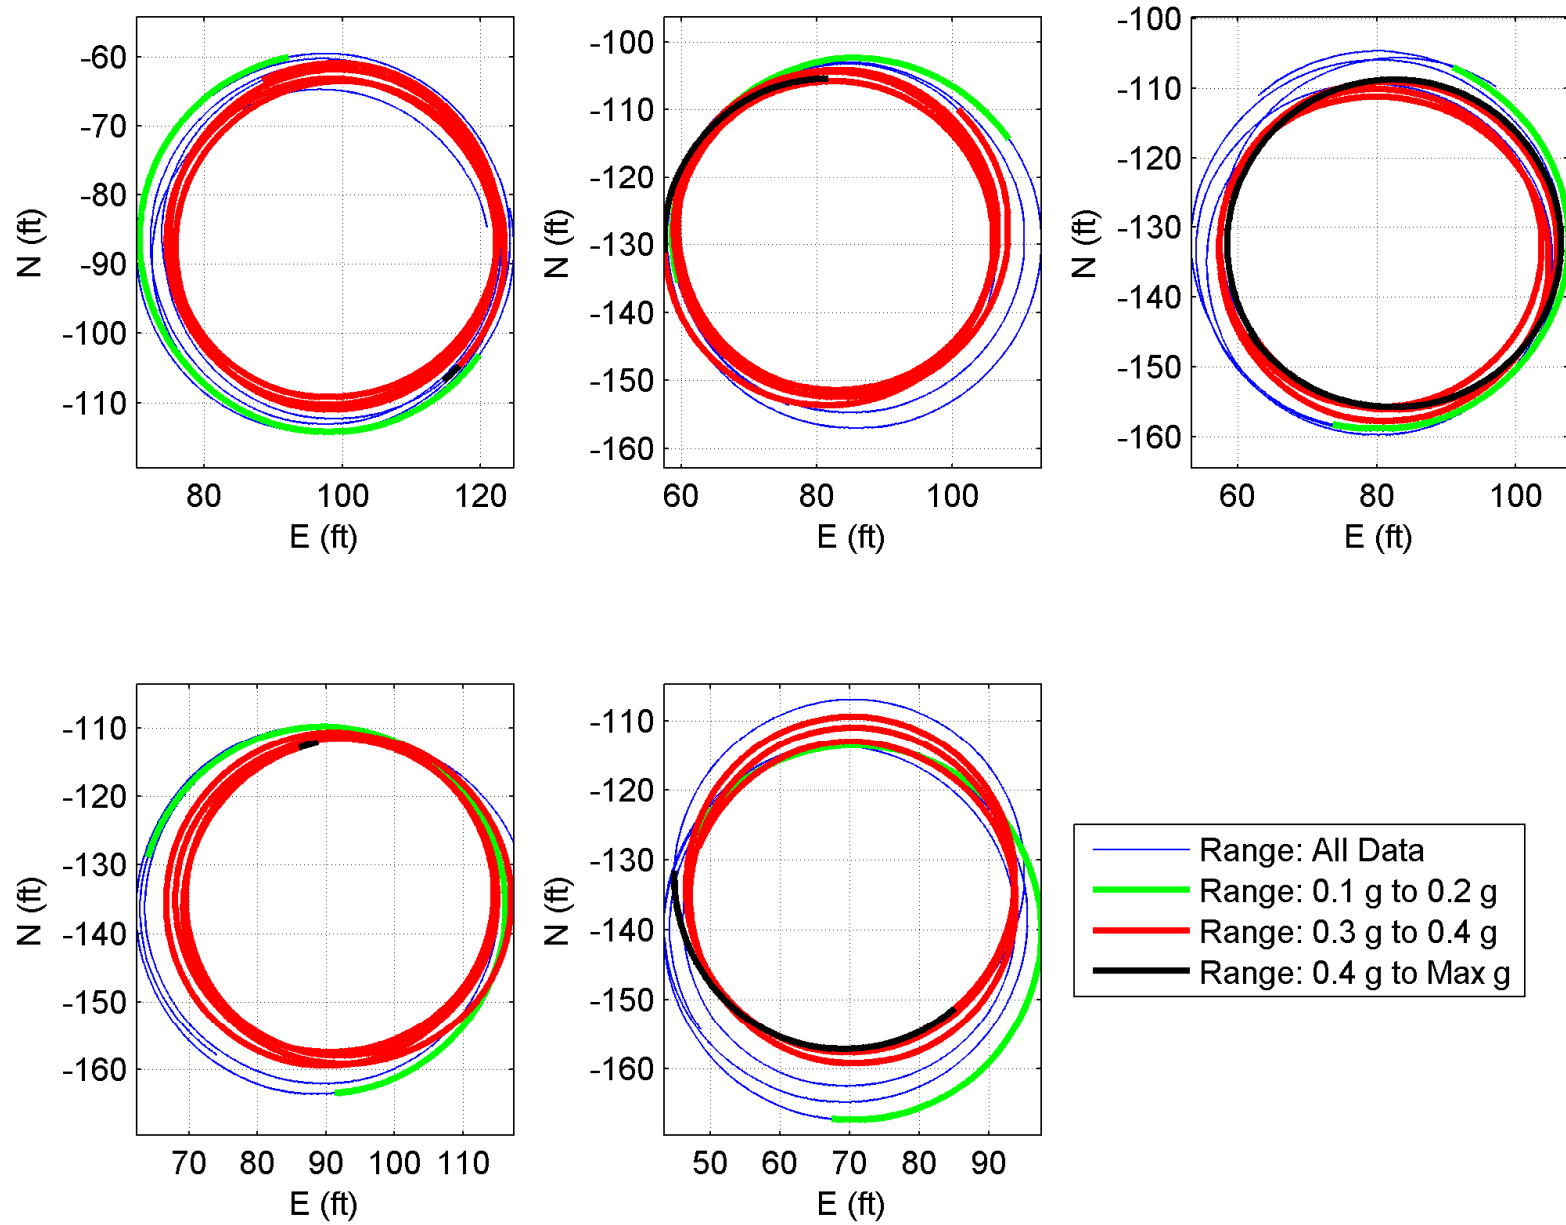 -60
-70
-80
-90
-100
-110
N (ft)
80 100 120
E (ft)
-100
-110
-120
-130
-140
-150
-160
N (ft)
60 80 100
E (ft)
-100
-110
-120
-130
-140
-150
-160
N (ft)
60 80 100
E (ft)
-110
-120
-130
-140
-150
-160
N (ft)
70 80 90 100 110
E (ft)
-110
-120
-130
-140
-150
-160
N (ft)
50 60 70 80 90
E (ft)
Range: All Data
Range: 0.1 g to 0.2 g
Range: 0.3 g to 0.4 g
Range: 0.4 g to Max g